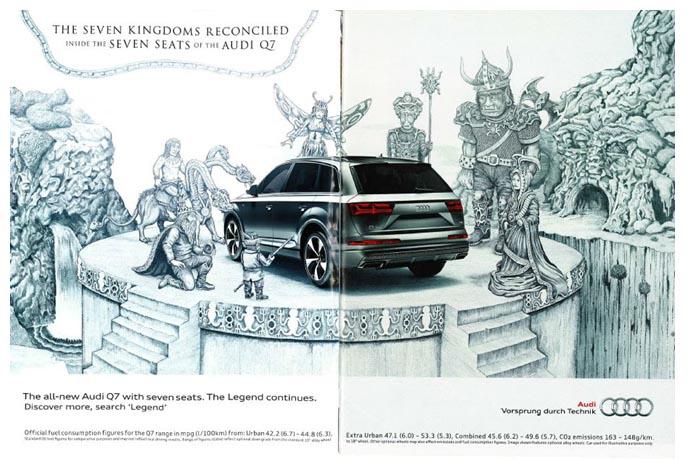 THE SEVEN KINGDOMS RECONCILED
INSIDE THE SEVEN SEATS OF THE AUDI Q7
The all-new Audi Q7 with seven seats. The Legend continues.
Discover more, search ‘Legend’
Audi
Vorsprung durch Technik
Official fuel consumption figures for the Q7 range in mpg (l/100km) from: Urban 42.2 (6.7) – 44.8 (6.3),
Extra Urban 47.1 (6.0) – 53.3 (5.3), Combined 45.6 (6.2) – 49.6 (5.7), CO2 emissions 163 – 148g/km.